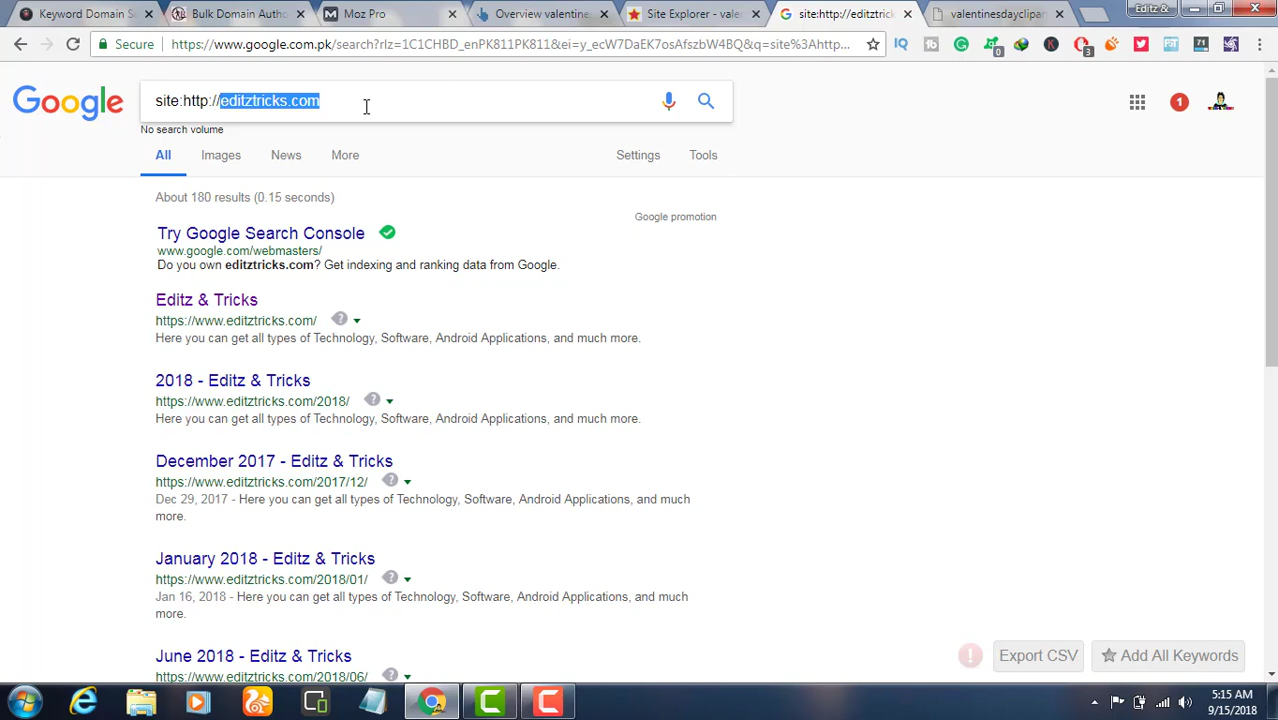 Keyword Domain S
Bulk Domain Autho
Moz Pro
Overview valentine
Site Explorer - vale
site:http://editztrick
valentinesdayclipar
Editz &
Secure
https://www.google.com.pk/search?rlz=1C1CHBD_enPK811PK811&ei=y_ecW7DaEK7osAfszbW4BQ&q=site%3Ahttp...
0
3
Google
site:http://editztricks.com
1
No search volume
All
Images
News
More
Settings
Tools
About 180 results (0.15 seconds)
Google promotion
Try Google Search Console
www.google.com/webmasters/
Do you own editztricks.com? Get indexing and ranking data from Google.
Editz & Tricks
https://www.editztricks.com/
Here you can get all types of Technology, Software, Android Applications, and much more.
2018 - Editz & Tricks
https://www.editztricks.com/2018/
Here you can get all types of Technology, Software, Android Applications, and much more.
December 2017 - Editz & Tricks
https://www.editztricks.com/2017/12/
Dec 29, 2017 - Here you can get all types of Technology, Software, Android Applications, and much
more.
January 2018 - Editz & Tricks
https://www.editztricks.com/2018/01/
Jan 16, 2018 - Here you can get all types of Technology, Software, Android Applications, and much
more.
June 2018 - Editz & Tricks
https://www.editztricks.com/2018/06/
Export CSV
Add All Keywords
5:15 AM
9/15/2018